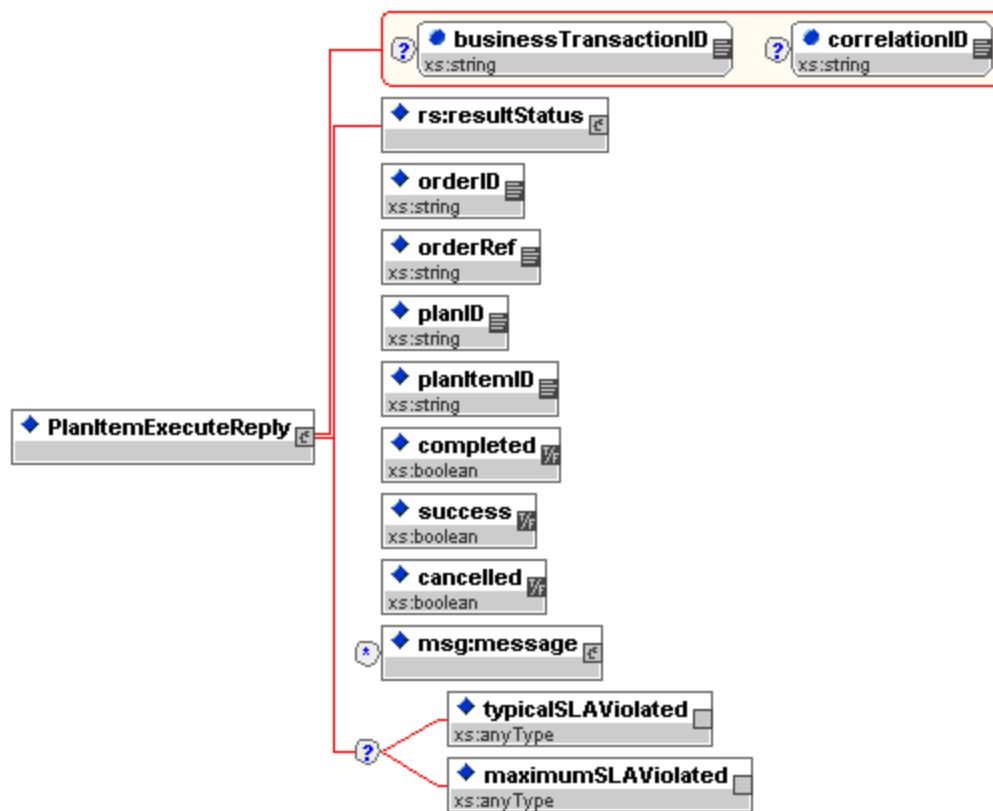 businessTransactionID
xs:string
correlationID
xs:string
rs:resultStatus
orderID
xs:string
orderRef
xs:string
planID
xs:string
planItemID
xs:string
PlanItemExecuteReply
completed
xs:boolean
success
xs:boolean
cancelled
xs:boolean
msg:message
typicalSLAViolated
xs:anyType
maximumSLAViolated
xs:anyType